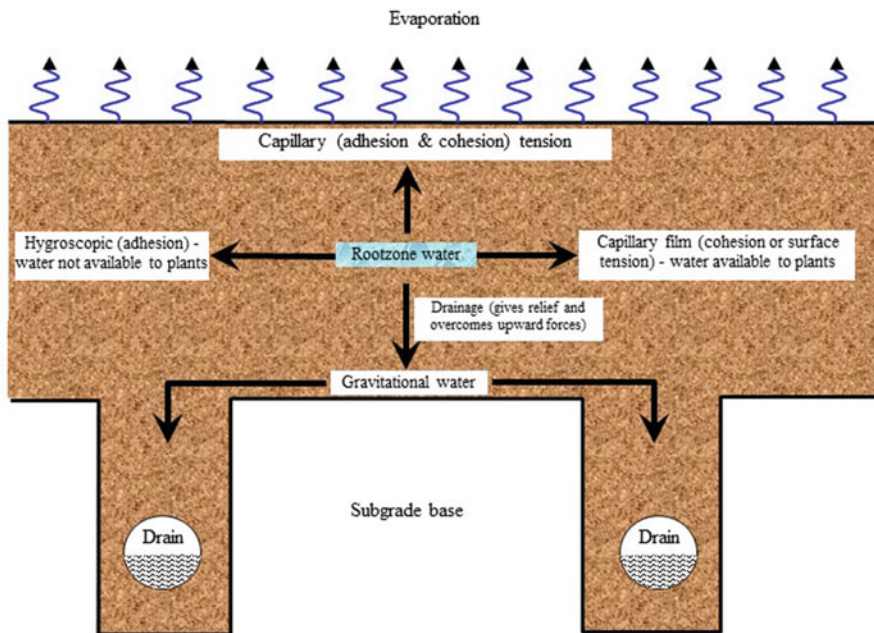 Evaporation
Capillary (adhesion & cohesion) tension
Hygroscopic (adhesion) -
water not available to plants
Rootzone water
Capillary film (cohesion or surface
tension) - water available to plants
Drainage (gives relief and
overcomes upward forces)
Gravitational water
Subgrade base
Drain
Drain